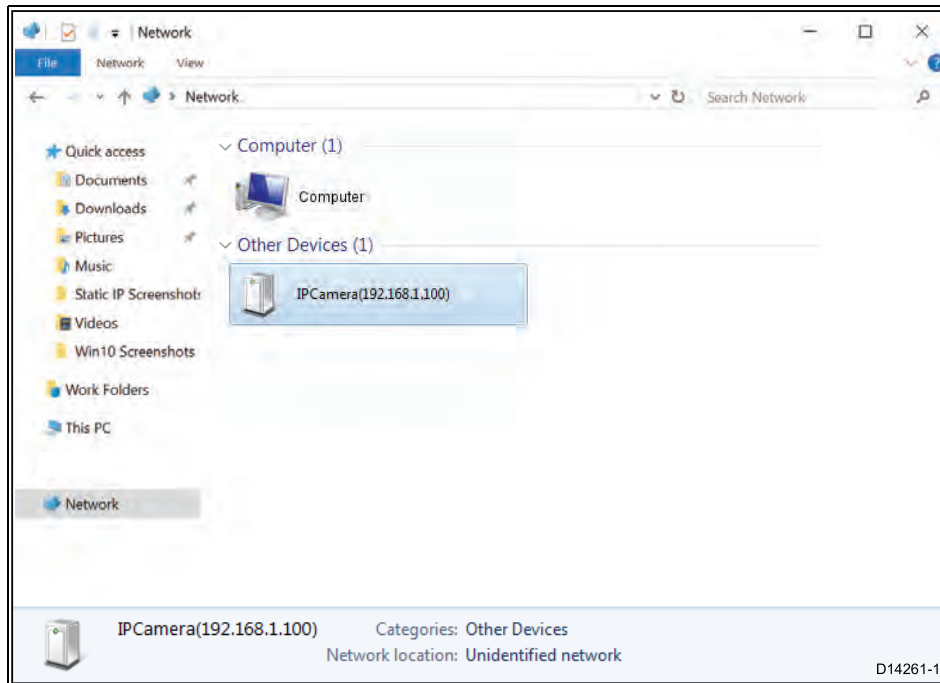 Network
File Network View
Network
Search Network
Quick access
Documents
Downloads
Pictures
Music
Static IP Screenshots
Videos
Win10 Screenshots
Work Folders
This PC
Network
Computer (1)
Computer
Other Devices (1)
IPCamera(192.168.1.100)
IPCamera(192.168.1.100)
Categories: Other Devices
Network location: Unidentified network
D14261-1